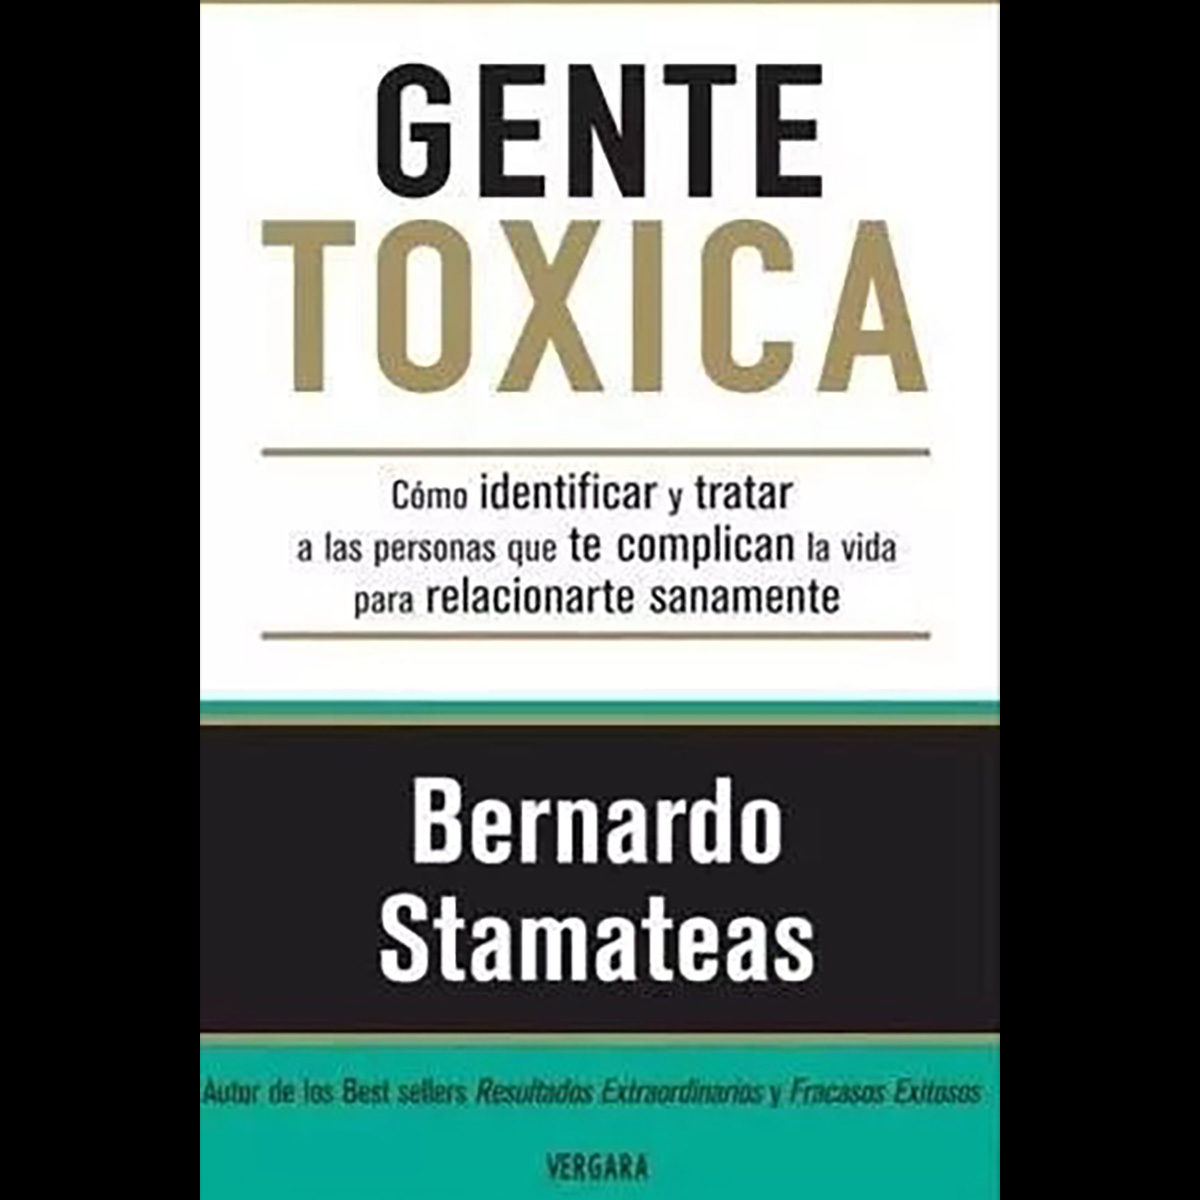 GENTE
TOXICA
Cómo identificar y tratar
a las personas que te complican la vida
para relacionarte sanamente
Bernardo
Stamateas
Autor de los Best sellers Resultados Extraordinarios y Fracasos Exitosos
VERGARA